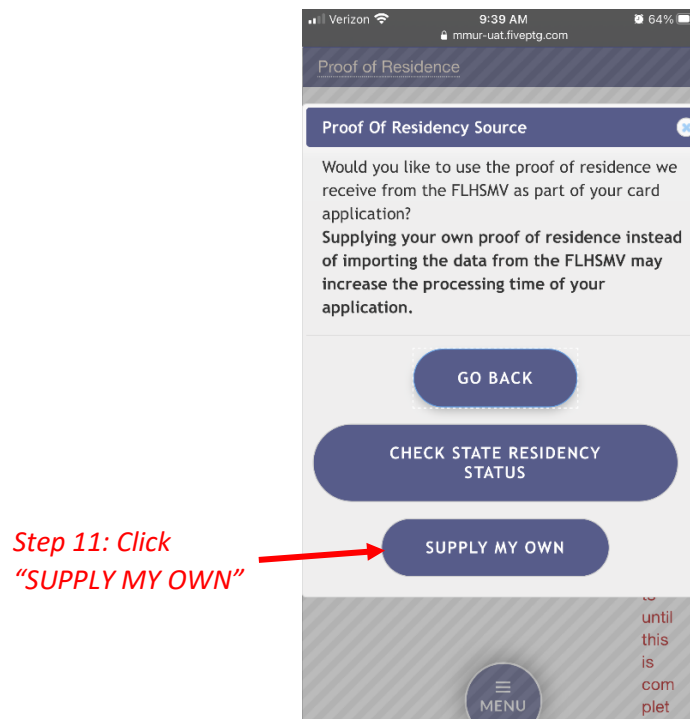 Verizon
9:39 AM
64%
mmur-uat.fiveptg.com
Proof of Residence
Proof Of Residency Source
Would you like to use the proof of residence we
receive from the FLHSMV as part of your card
application?
Supplying your own proof of residence instead
of importing the data from the FLHSMV may
increase the processing time of your
application.
GO BACK
CHECK STATE RESIDENCY
STATUS
Step 11: Click
“SUPPLY MY OWN”
SUPPLY MY OWN
until
this
is
com
plet
MENU